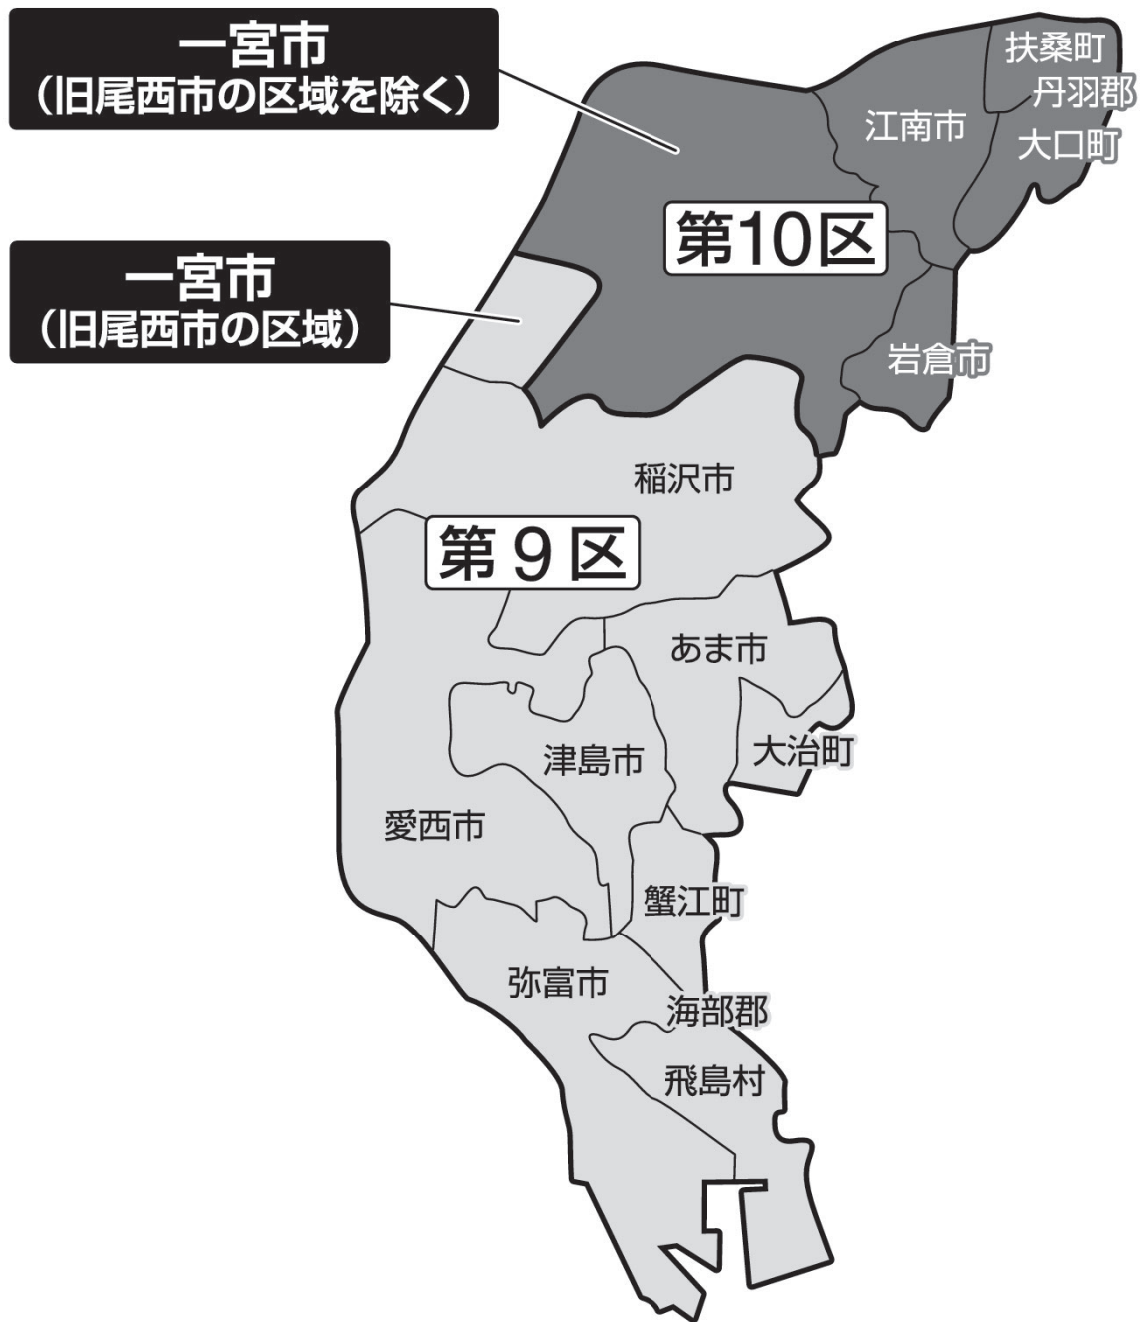 一宮市
（旧尾西市の区域を除く）
扶桑町
丹羽郡
江南市
大口町
第10区
一宮市
（旧尾西市の区域）
岩倉市
稲沢市
第９区
あま市
大治町
津島市
愛西市
蟹江町
弥富市
海部郡
飛島村